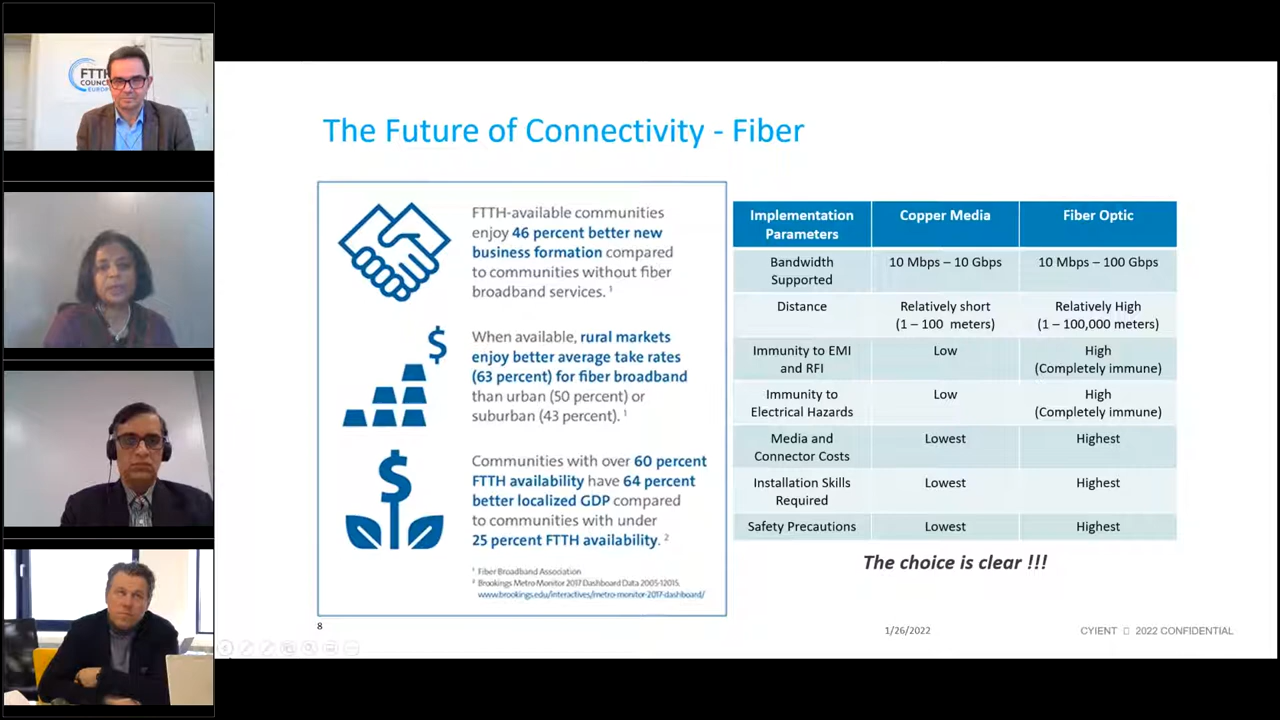 FTTH
COUNCIL
EUROPE
The Future of Connectivity - Fiber
FTTH-available communities
enjoy 46 percent better new
business formation compared
to communities without fiber
broadband services. 1
When available, rural markets
enjoy better average take rates
(63 percent) for fiber broadband
than urban (50 percent) or
suburban (43 percent). 1
Communities with over 60 percent
FTTH availability have 64 percent
better localized GDP compared
to communities with under
25 percent FTTH availability. 2
1 Fiber Broadband Association
2 Brookings Metro Monitor 2017 Dashboard Data 2005-12015,
www.brookings.edu/interactives/metro-monitor-2017-dashboard/
Implementation Parameters | Copper Media | Fiber Optic
Bandwidth Supported | 10 Mbps – 10 Gbps | 10 Mbps – 100 Gbps
Distance | Relatively short (1 – 100 meters) | Relatively High (1 – 100,000 meters)
Immunity to EMI and RFI | Low | High (Completely immune)
Immunity to Electrical Hazards | Low | High (Completely immune)
Media and Connector Costs | Lowest | Highest
Installation Skills Required | Lowest | Highest
Safety Precautions | Lowest | Highest
The choice is clear !!!
8
1/26/2022
CYIENT 2022 CONFIDENTIAL